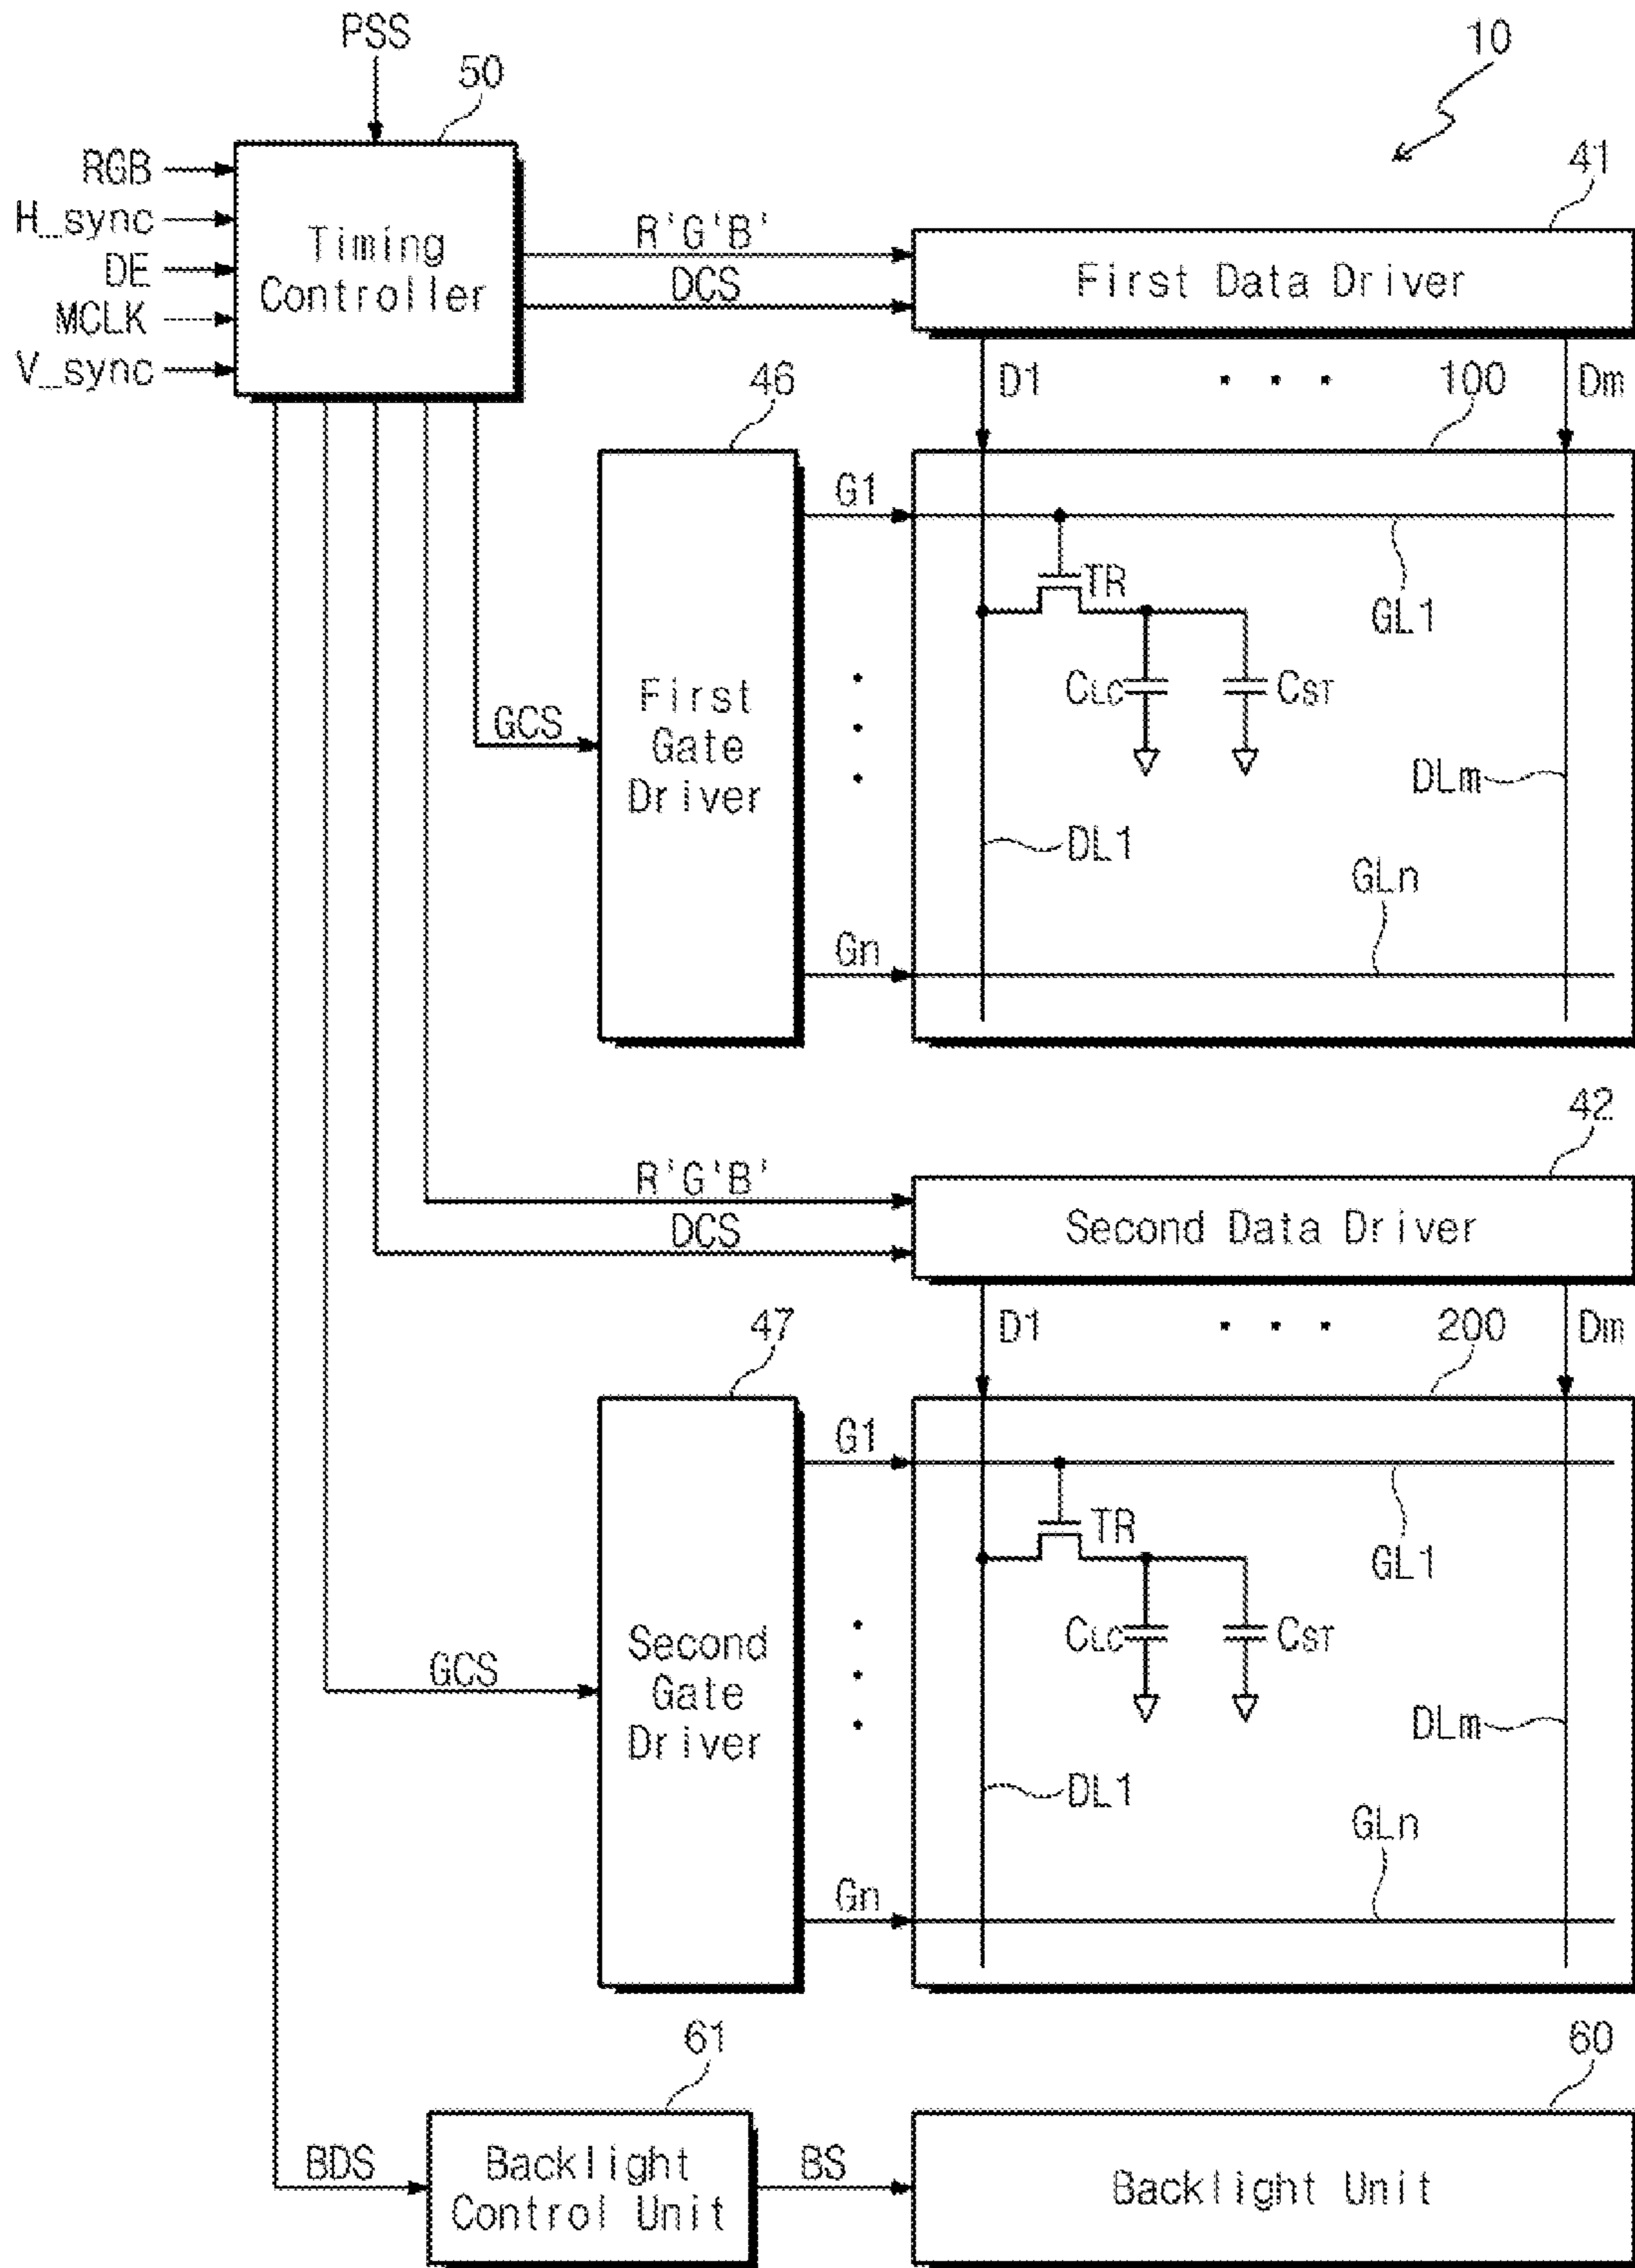 PSS
50
10
RGB
H_sync
DE
MCLK
V_sync
Timing
Controller
R'G'B'
DCS
41
First Data Driver
46
D1
. . .
100
Dm
G1
TR
GL1
CLC
CST
GCS
First
Gate
Driver
DLm
DL1
GLn
Gn
42
R'G'B'
DCS
Second Data Driver
47
D1
. . .
200
Dm
G1
TR
GL1
CLC
CST
GCS
Second
Gate
Driver
DLm
DL1
GLn
Gn
61
60
BDS
Backlight
Control Unit
BS
Backlight Unit